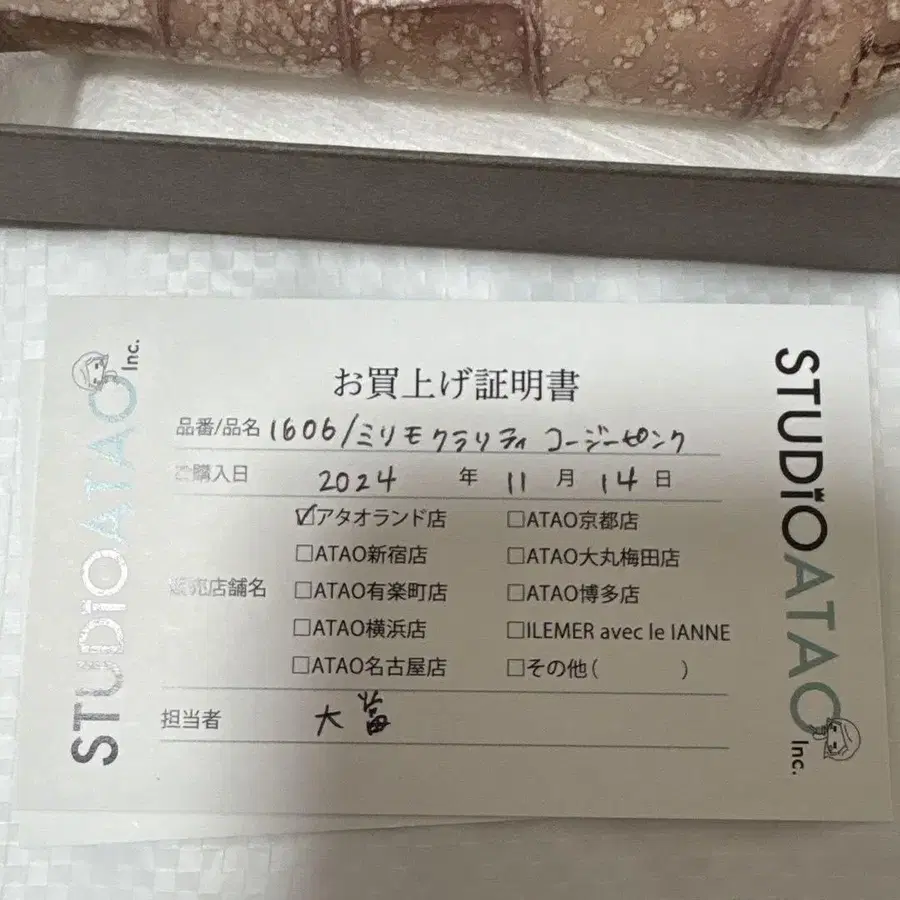 お買上げ証明書
品番/品名 1606/ミリモクラリティ コージーピンク
ご購入日 2024 年 11 月 14 日
販売店舗名
☑アタオランド店 □ATAO京都店
□ATAO新宿店 □ATAO大丸梅田店
□ATAO有楽町店 □ATAO博多店
□ATAO横浜店 □ILEMER avec le IANNE
□ATAO名古屋店 □その他( )
担当者 大
STUDIO ATAO Inc.
STUDIO ATAO Inc.